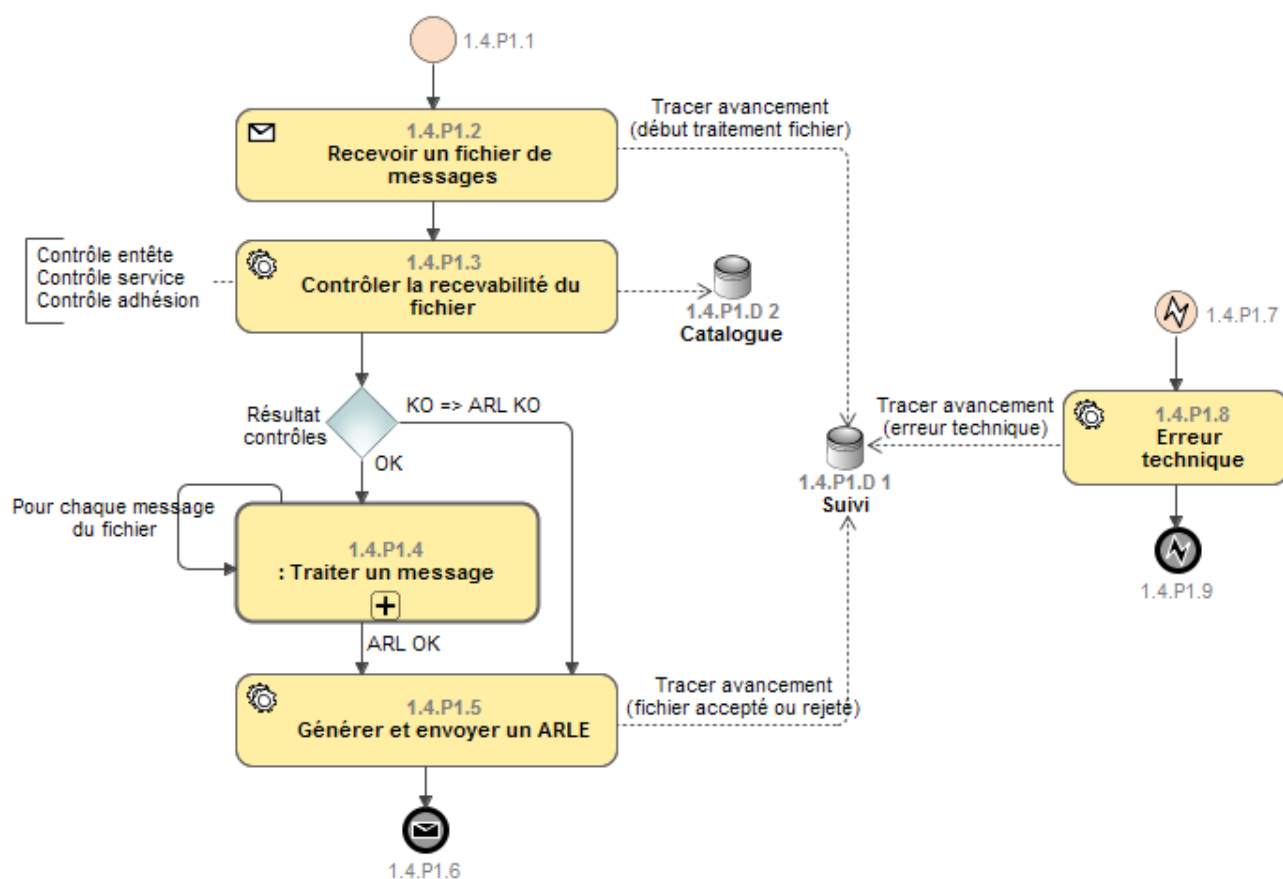 1.4.P1.1
1.4.P1.2
Recevoir un fichier de
messages
Tracer avancement
(début traitement fichier)
Contrôle entête
Contrôle service
Contrôle adhésion
1.4.P1.3
Contrôler la recevabilité du
fichier
1.4.P1.D 2
Catalogue
1.4.P1.7
Résultat
contrôles
KO => ARL KO
OK
Tracer avancement
(erreur technique)
1.4.P1.8
Erreur
technique
1.4.P1.D 1
Suivi
Pour chaque message
du fichier
1.4.P1.4
: Traiter un message
1.4.P1.9
ARL OK
1.4.P1.5
Générer et envoyer un ARLE
Tracer avancement
(fichier accepté ou rejeté)
1.4.P1.6